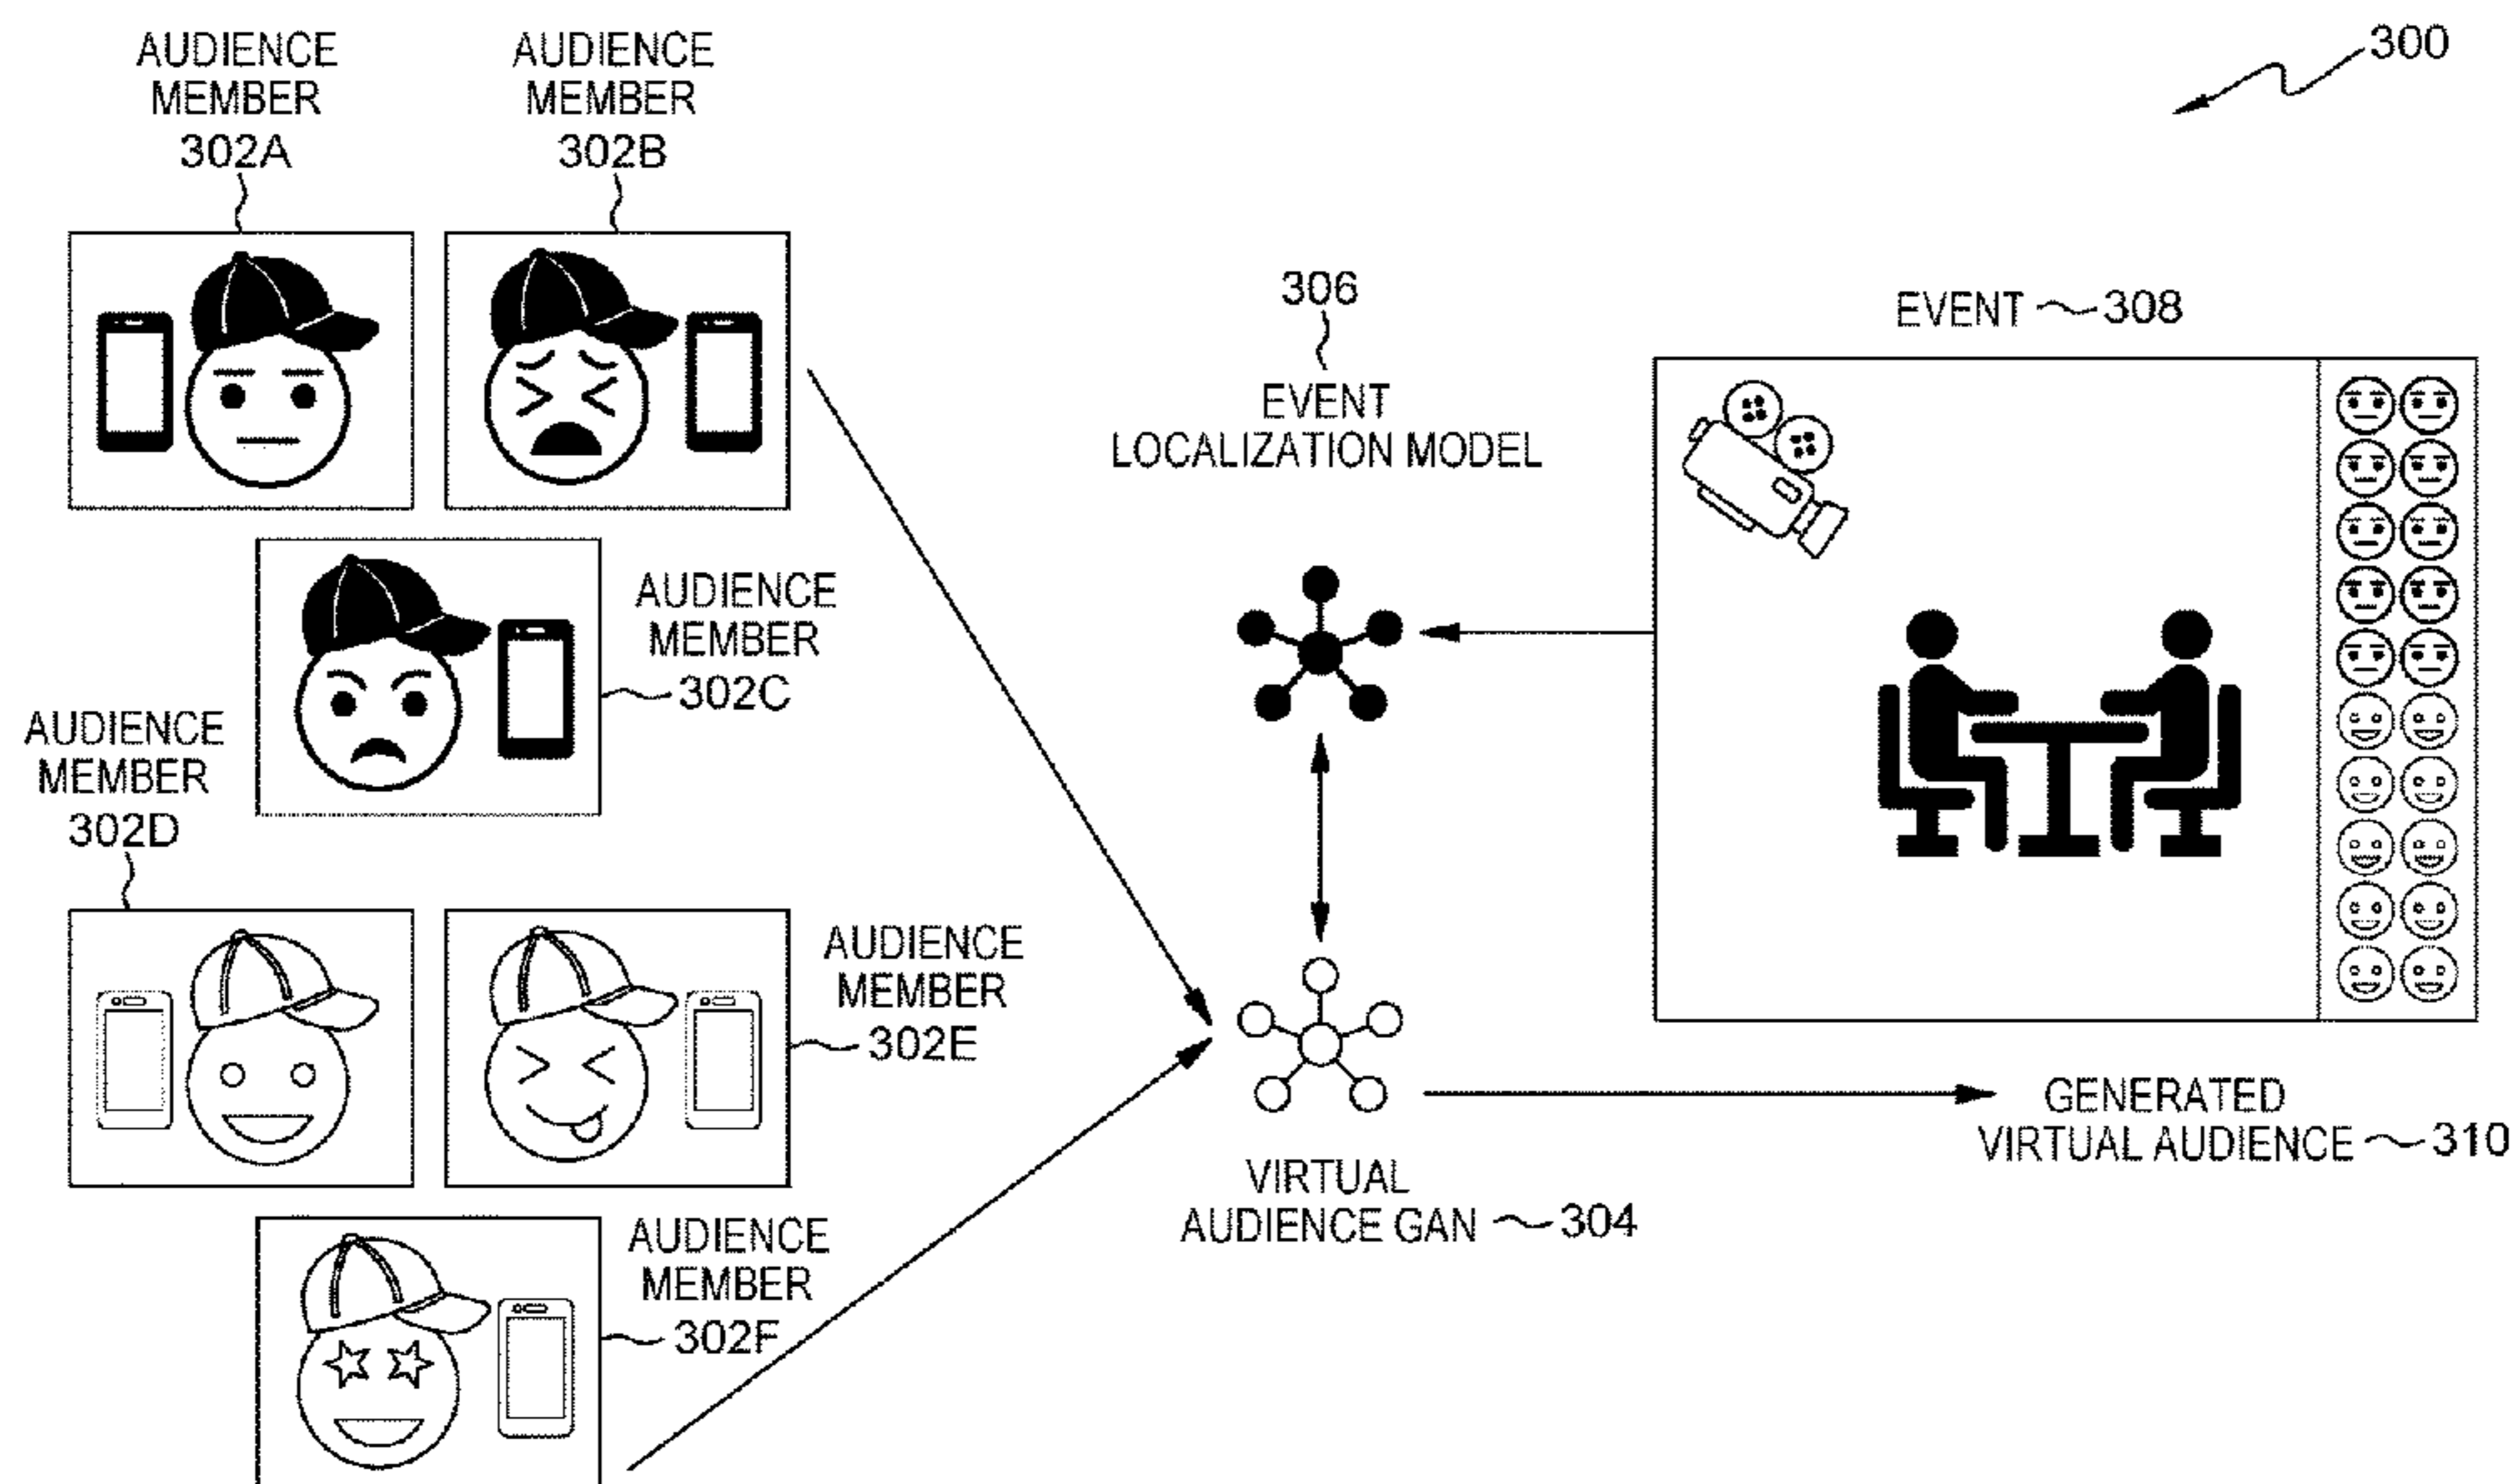 300
AUDIENCE
MEMBER
302A
AUDIENCE
MEMBER
302B
306
EVENT
LOCALIZATION MODEL
EVENT 308
AUDIENCE
MEMBER
302C
AUDIENCE
MEMBER
302D
AUDIENCE
MEMBER
302E
GENERATED
VIRTUAL AUDIENCE 310
VIRTUAL
AUDIENCE GAN 304
AUDIENCE
MEMBER
302F